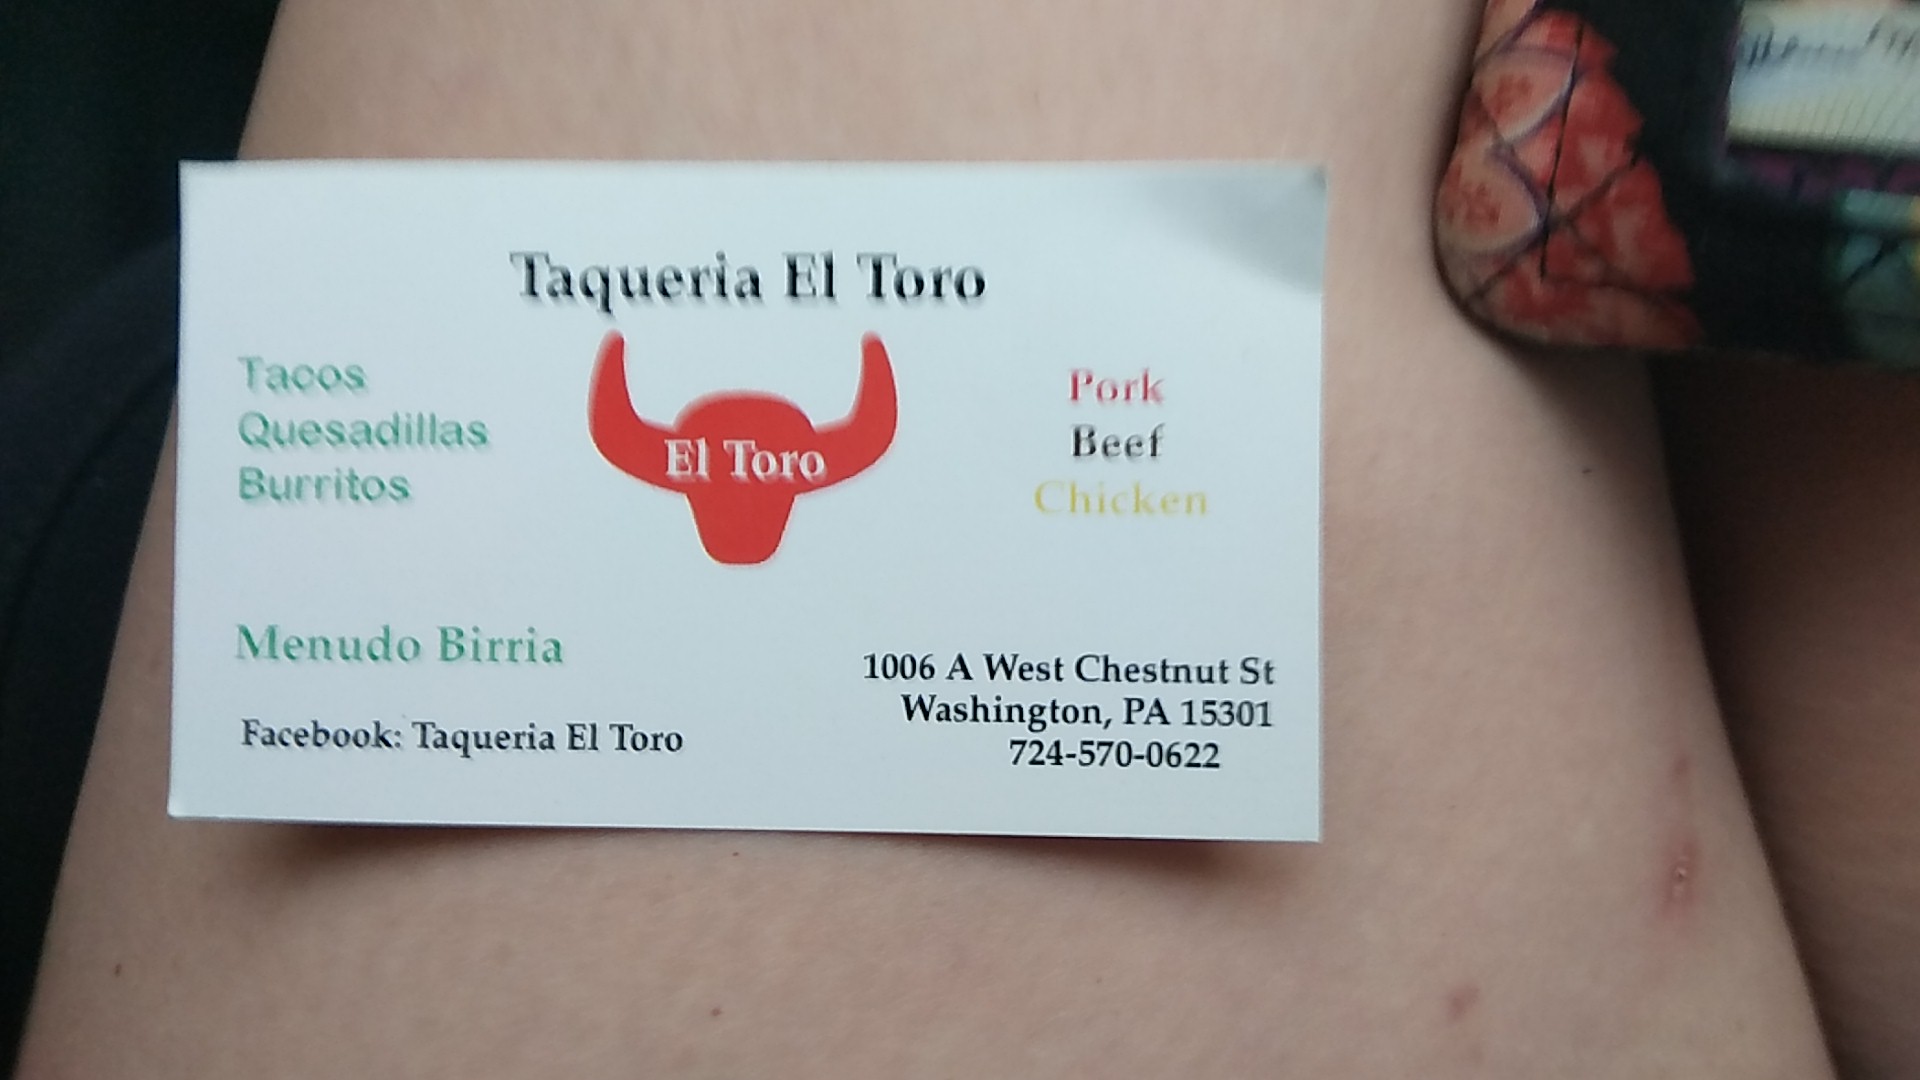 Taqueria El Toro
Tacos
Quesadillas
Burritos
El Toro
Pork
Beef
Chicken
Menudo Birria
Facebook: Taqueria El Toro
1006 A West Chestnut St
Washington, PA 15301
724-570-0622